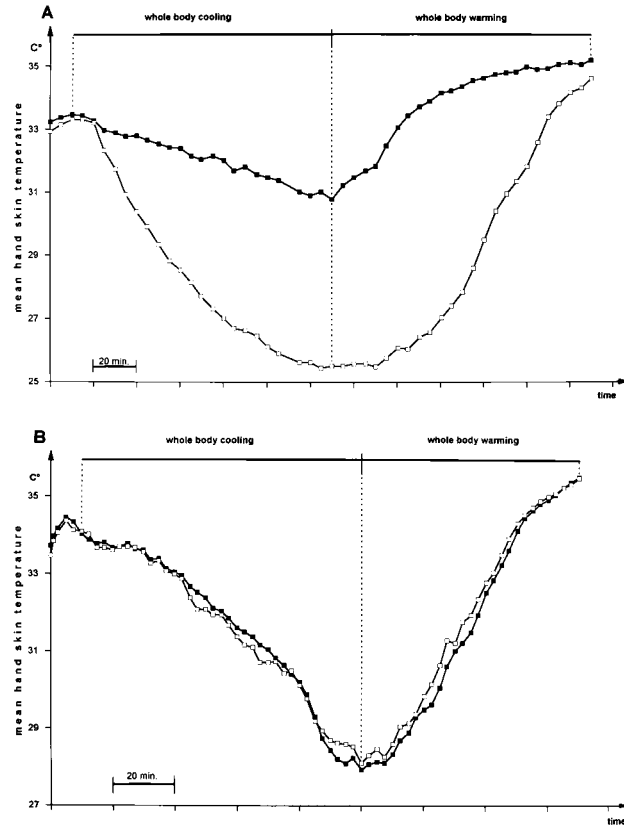 A
whole body cooling whole body warming
C°
35
33
31
29
27
25
mean hand skin temperature
20 min.
time
B
whole body cooling whole body warming
C°
35
33
31
29
27
mean hand skin temperature
20 min.
time